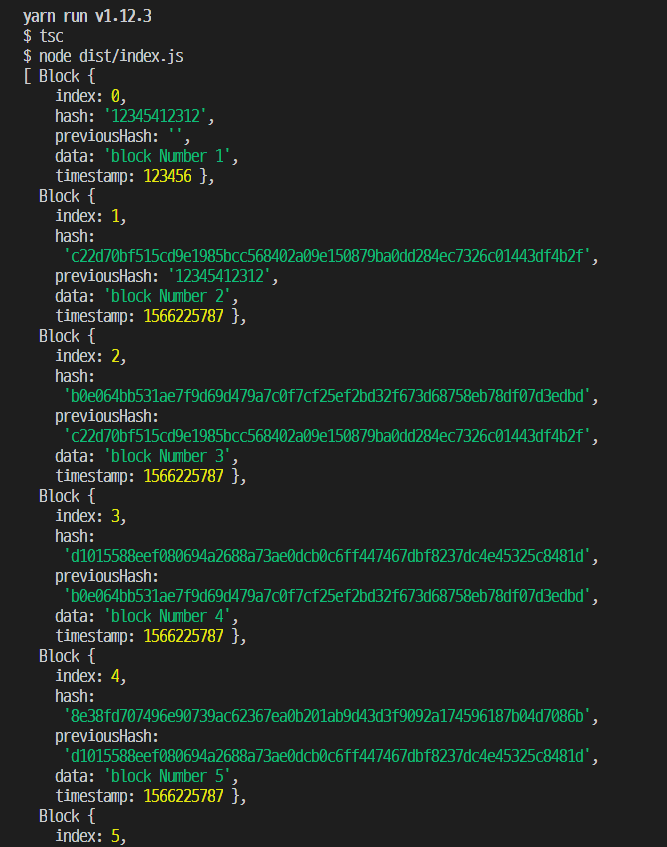 yarn run v1.12.3
$ tsc
$ node dist/index.js
[ Block {
index: 0,
hash: '12345412312',
previousHash: '',
data: 'block Number 1',
timestamp: 123456 },
Block {
index: 1,
hash:
'c22d70bf515cd9e1985bcc568402a09e150879ba0dd284ec7326c01443df4b2f',
previousHash: '12345412312',
data: 'block Number 2',
timestamp: 1566225787 },
Block {
index: 2,
hash:
'b0e064bb531ae7f9d69d479a7c0f7cf25ef2bd32f673d68758eb78df07d3edbd',
previousHash:
'c22d70bf515cd9e1985bcc568402a09e150879ba0dd284ec7326c01443df4b2f',
data: 'block Number 3',
timestamp: 1566225787 },
Block {
index: 3,
hash:
'd1015588eef080694a2688a73ae0dcb0c6ff447467dbf8237dc4e45325c8481d',
previousHash:
'b0e064bb531ae7f9d69d479a7c0f7cf25ef2bd32f673d68758eb78df07d3edbd',
data: 'block Number 4',
timestamp: 1566225787 },
Block {
index: 4,
hash:
'8e38fd707496e90739ac62367ea0b201ab9d43d3f9092a174596187b04d7086b',
previousHash:
'd1015588eef080694a2688a73ae0dcb0c6ff447467dbf8237dc4e45325c8481d',
data: 'block Number 5',
timestamp: 1566225787 },
Block {
index: 5,